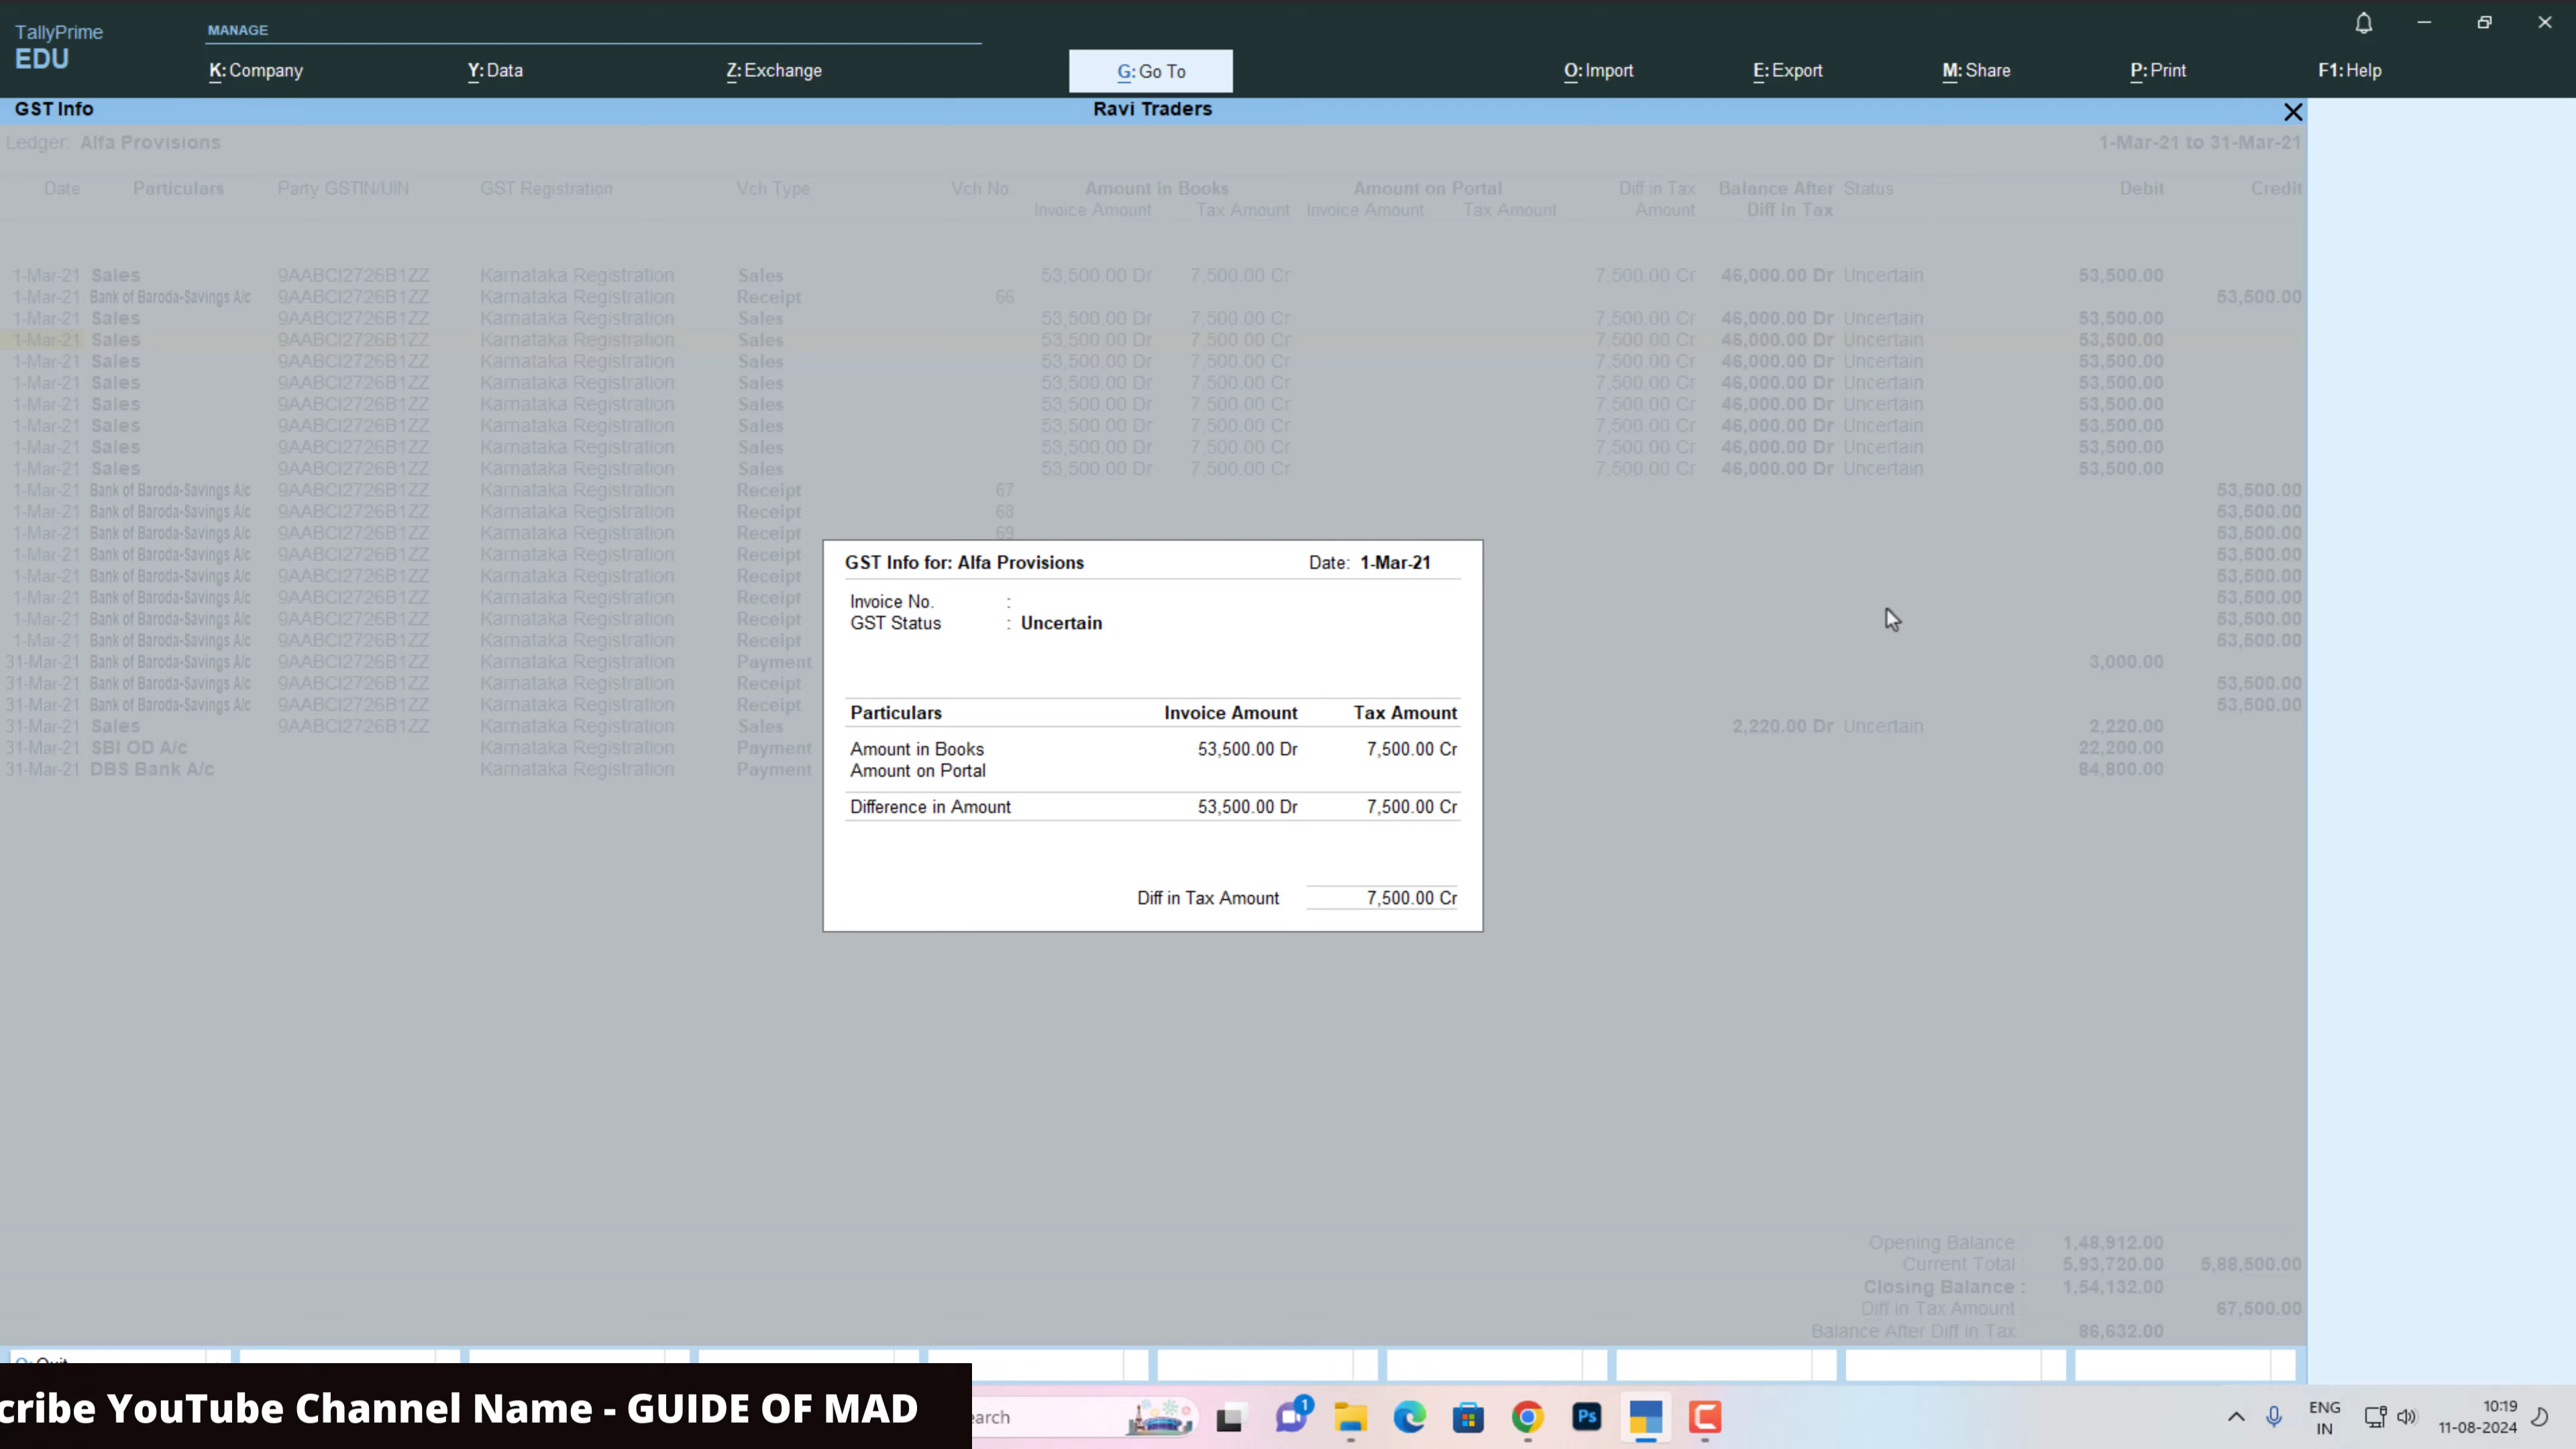 TallyPrime
EDU
MANAGE
K: Company
Y: Data
Z: Exchange
G: Go To
O: Import
E: Export
M: Share
P: Print
F1: Help
GST Info
Ravi Traders
Ledger: Alfa Provisions
1-Mar-21 to 31-Mar-21
Date Particulars Party GSTIN/UIN GST Registration Vch Type Vch No. Amount in Books Amount on Portal Diff in Tax Balance After Status Debit Credit
Invoice Amount Tax Amount Invoice Amount Tax Amount Amount Diff in Tax
1-Mar-21 Sales 9AABCI2726B1ZZ Karnataka Registration Sales 53,500.00 Dr 7,500.00 Cr 7,500.00 Cr 46,000.00 Dr Uncertain 53,500.00
1-Mar-21 Bank of Baroda-Savings A/c 9AABCI2726B1ZZ Karnataka Registration Receipt 66 53,500.00
1-Mar-21 Sales 9AABCI2726B1ZZ Karnataka Registration Sales 53,500.00 Dr 7,500.00 Cr 7,500.00 Cr 46,000.00 Dr Uncertain 53,500.00
1-Mar-21 Sales 9AABCI2726B1ZZ Karnataka Registration Sales 53,500.00 Dr 7,500.00 Cr 7,500.00 Cr 46,000.00 Dr Uncertain 53,500.00
1-Mar-21 Sales 9AABCI2726B1ZZ Karnataka Registration Sales 53,500.00 Dr 7,500.00 Cr 7,500.00 Cr 46,000.00 Dr Uncertain 53,500.00
1-Mar-21 Sales 9AABCI2726B1ZZ Karnataka Registration Sales 53,500.00 Dr 7,500.00 Cr 7,500.00 Cr 46,000.00 Dr Uncertain 53,500.00
1-Mar-21 Sales 9AABCI2726B1ZZ Karnataka Registration Sales 53,500.00 Dr 7,500.00 Cr 7,500.00 Cr 46,000.00 Dr Uncertain 53,500.00
1-Mar-21 Sales 9AABCI2726B1ZZ Karnataka Registration Sales 53,500.00 Dr 7,500.00 Cr 7,500.00 Cr 46,000.00 Dr Uncertain 53,500.00
1-Mar-21 Sales 9AABCI2726B1ZZ Karnataka Registration Sales 53,500.00 Dr 7,500.00 Cr 7,500.00 Cr 46,000.00 Dr Uncertain 53,500.00
1-Mar-21 Sales 9AABCI2726B1ZZ Karnataka Registration Sales 53,500.00 Dr 7,500.00 Cr 7,500.00 Cr 46,000.00 Dr Uncertain 53,500.00
1-Mar-21 Bank of Baroda-Savings A/c 9AABCI2726B1ZZ Karnataka Registration Receipt 67 53,500.00
1-Mar-21 Bank of Baroda-Savings A/c 9AABCI2726B1ZZ Karnataka Registration Receipt 68 53,500.00
1-Mar-21 Bank of Baroda-Savings A/c 9AABCI2726B1ZZ Karnataka Registration Receipt 69 53,500.00
1-Mar-21 Bank of Baroda-Savings A/c 9AABCI2726B1ZZ Karnataka Registration Receipt 53,500.00
1-Mar-21 Bank of Baroda-Savings A/c 9AABCI2726B1ZZ Karnataka Registration Receipt 53,500.00
1-Mar-21 Bank of Baroda-Savings A/c 9AABCI2726B1ZZ Karnataka Registration Receipt 53,500.00
1-Mar-21 Bank of Baroda-Savings A/c 9AABCI2726B1ZZ Karnataka Registration Receipt 53,500.00
1-Mar-21 Bank of Baroda-Savings A/c 9AABCI2726B1ZZ Karnataka Registration Receipt 53,500.00
31-Mar-21 Bank of Baroda-Savings A/c 9AABCI2726B1ZZ Karnataka Registration Payment 3,000.00
31-Mar-21 Bank of Baroda-Savings A/c 9AABCI2726B1ZZ Karnataka Registration Receipt 53,500.00
31-Mar-21 Bank of Baroda-Savings A/c 9AABCI2726B1ZZ Karnataka Registration Receipt 53,500.00
31-Mar-21 Sales 9AABCI2726B1ZZ Karnataka Registration Sales 2,220.00 Dr Uncertain 2,220.00
31-Mar-21 SBI OD A/c Karnataka Registration Payment 22,200.00
31-Mar-21 DBS Bank A/c Karnataka Registration Payment 84,800.00
GST Info for: Alfa Provisions Date: 1-Mar-21
Invoice No. :
GST Status : Uncertain
Particulars Invoice Amount Tax Amount
Amount in Books 53,500.00 Dr 7,500.00 Cr
Amount on Portal
Difference in Amount 53,500.00 Dr 7,500.00 Cr
Diff in Tax Amount 7,500.00 Cr
Opening Balance : 1,48,912.00
Current Total : 5,93,720.00 5,88,500.00
Closing Balance : 1,54,132.00
Diff in Tax Amount : 67,500.00
Balance After Diff in Tax : 86,632.00
Q: Quit
cribe YouTube Channel Name - GUIDE OF MAD
earch
1
Ps
ENG
IN
10:19
11-08-2024